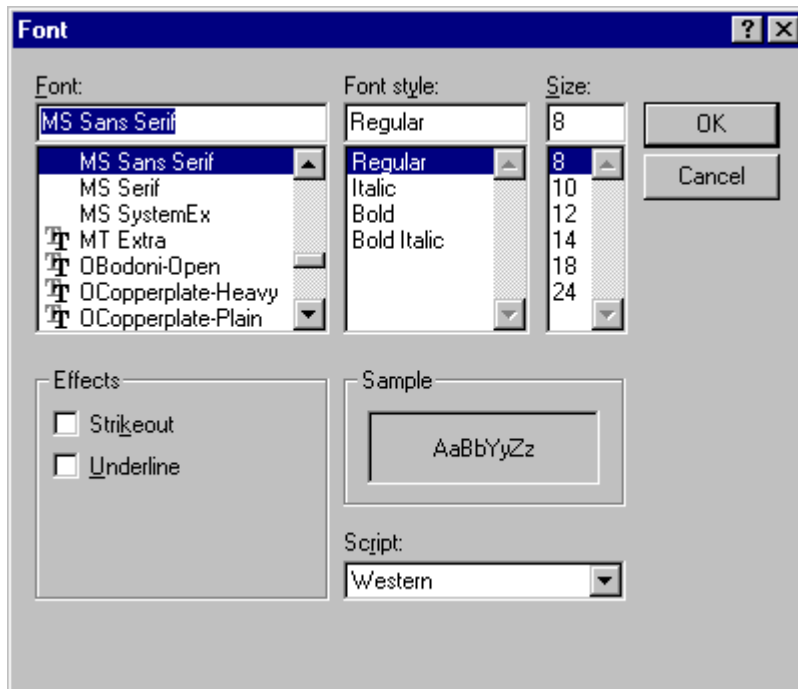 Font
Font:
MS Sans Serif
MS Sans Serif
MS Serif
MS SystemEx
MT Extra
OBodoni-Open
OCopperplate-Heavy
OCopperplate-Plain
Font style:
Regular
Regular
Italic
Bold
Bold Italic
Size:
8
8
10
12
14
18
24
OK
Cancel
Effects
Strikeout
Underline
Sample
AaBbYyZz
Script:
Western